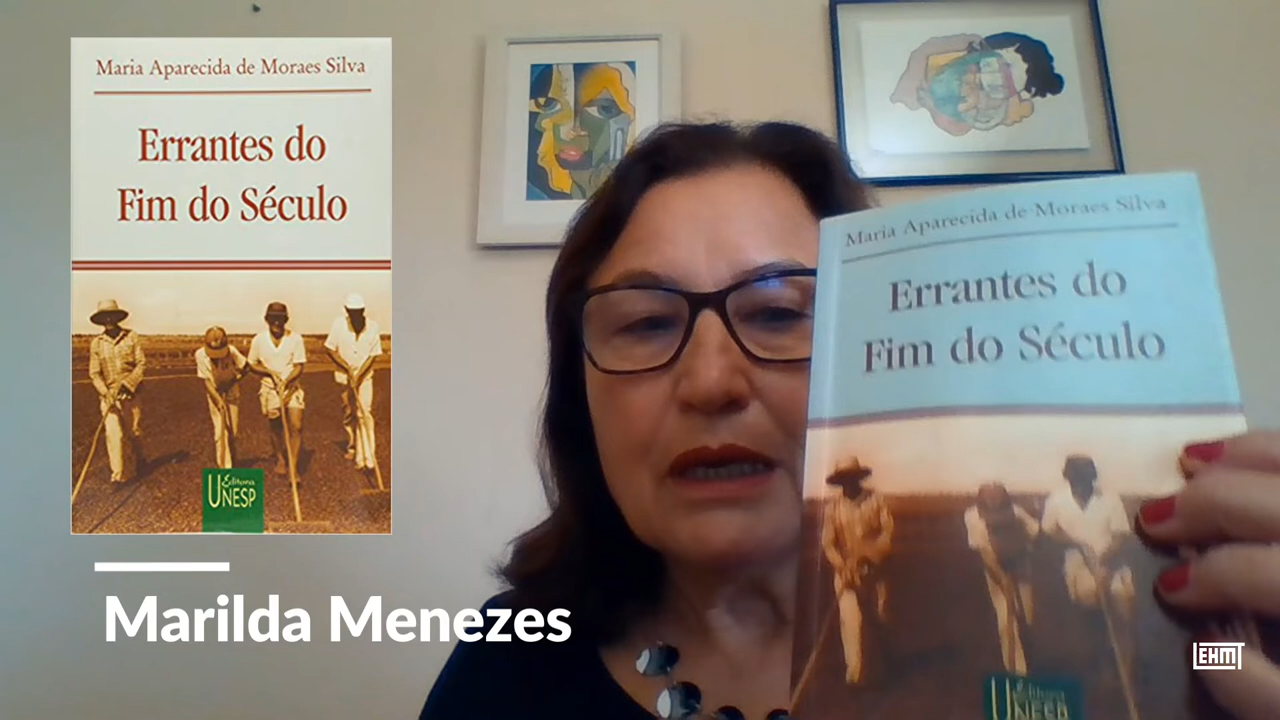 Maria Aparecida de Moraes Silva
Errantes do
Fim do Século
Editora
UNESP
Marilda Menezes
Maria Aparecida de Moraes Silva
Errantes do
Fim do Século
Editora
UNESP
LEHMT